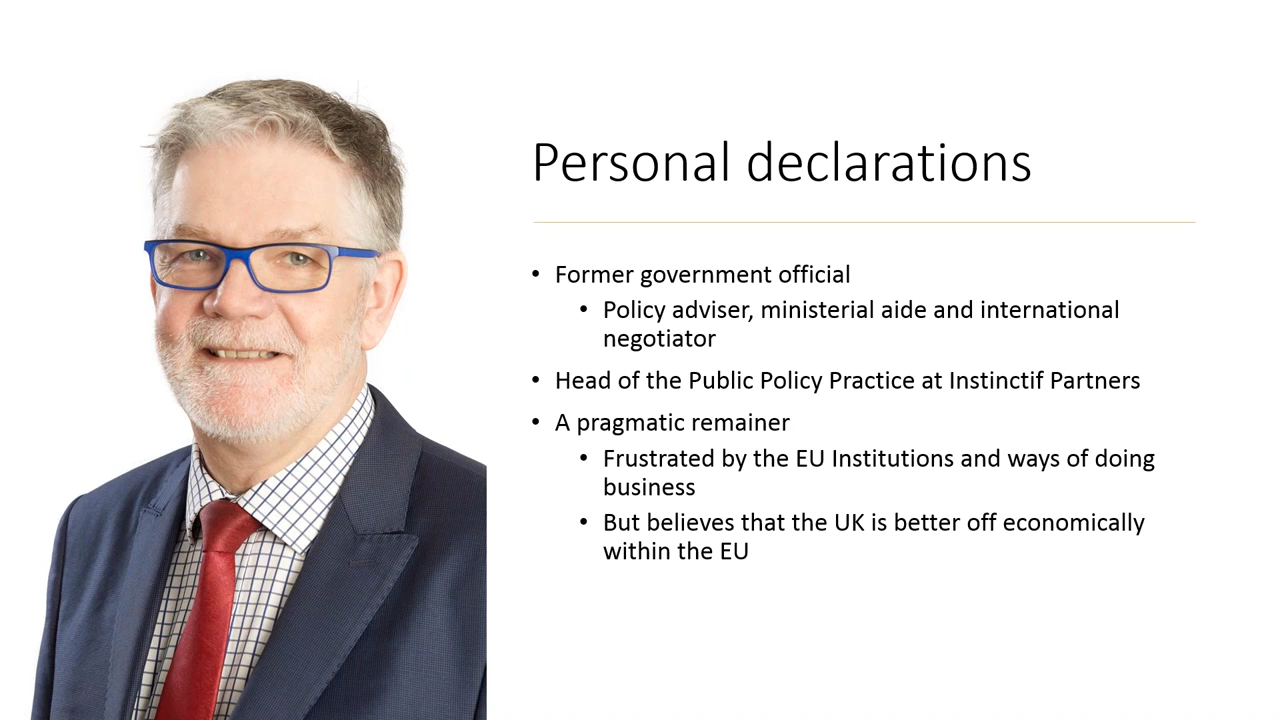 Personal declarations
• Former government official
• Policy adviser, ministerial aide and international
negotiator
• Head of the Public Policy Practice at Instinctif Partners
• A pragmatic remainer
• Frustrated by the EU Institutions and ways of doing
business
• But believes that the UK is better off economically
within the EU